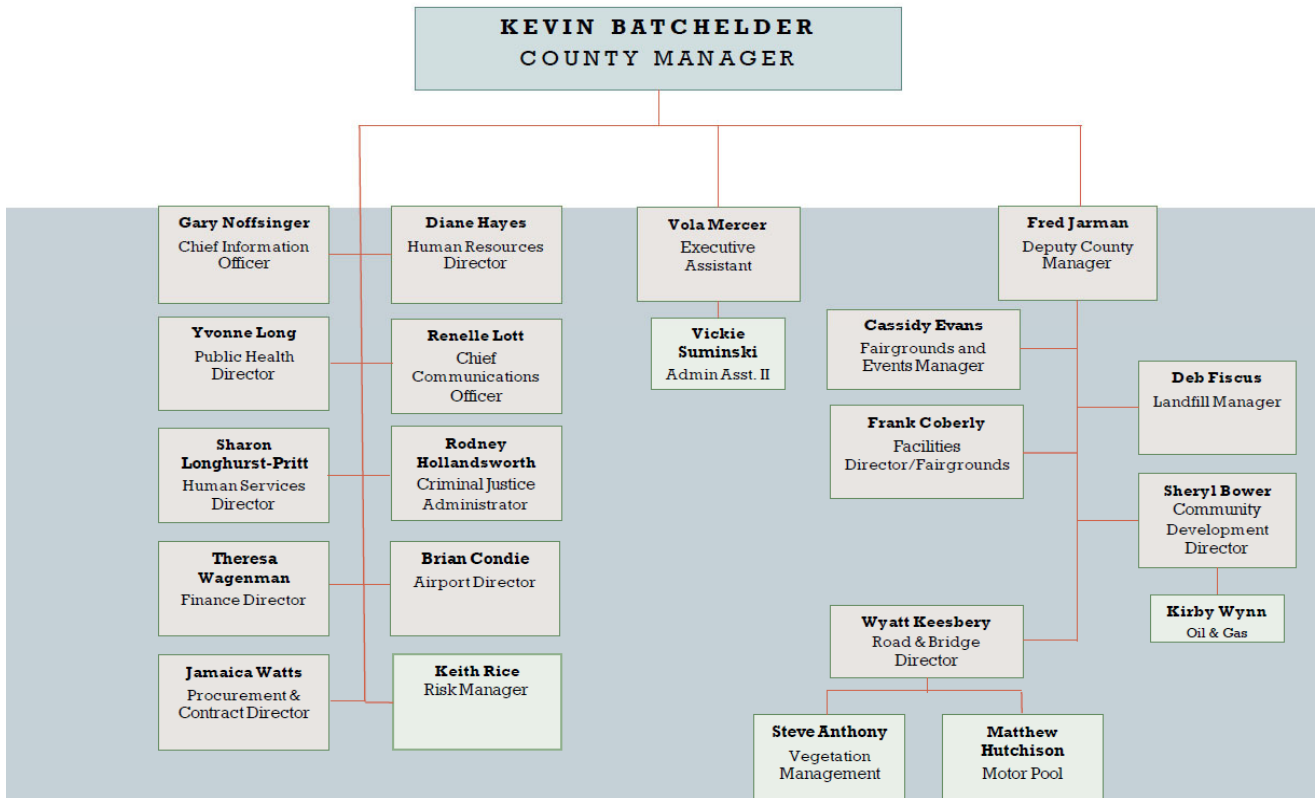 KEVIN BATCHELDER
COUNTY MANAGER
Gary Noffsinger
Chief Information
Officer
Diane Hayes
Human Resources
Director
Vola Mercer
Executive
Assistant
Fred Jarman
Deputy County
Manager
Yvonne Long
Public Health
Director
Renelle Lott
Chief
Communications
Officer
Vickie
Suminski
Admin Asst. II
Cassidy Evans
Fairgrounds and
Events Manager
Deb Fiscus
Landfill Manager
Sharon
Longhurst-Pritt
Human Services
Director
Rodney
Hollandsworth
Criminal Justice
Administrator
Frank Coberly
Facilities
Director/Fairgrounds
Sheryl Bower
Community
Development
Director
Theresa
Wagenman
Finance Director
Brian Condie
Airport Director
Kirby Wynn
Oil & Gas
Wyatt Keesbery
Road & Bridge
Director
Jamaica Watts
Procurement &
Contract Director
Keith Rice
Risk Manager
Steve Anthony
Vegetation
Management
Matthew
Hutchison
Motor Pool